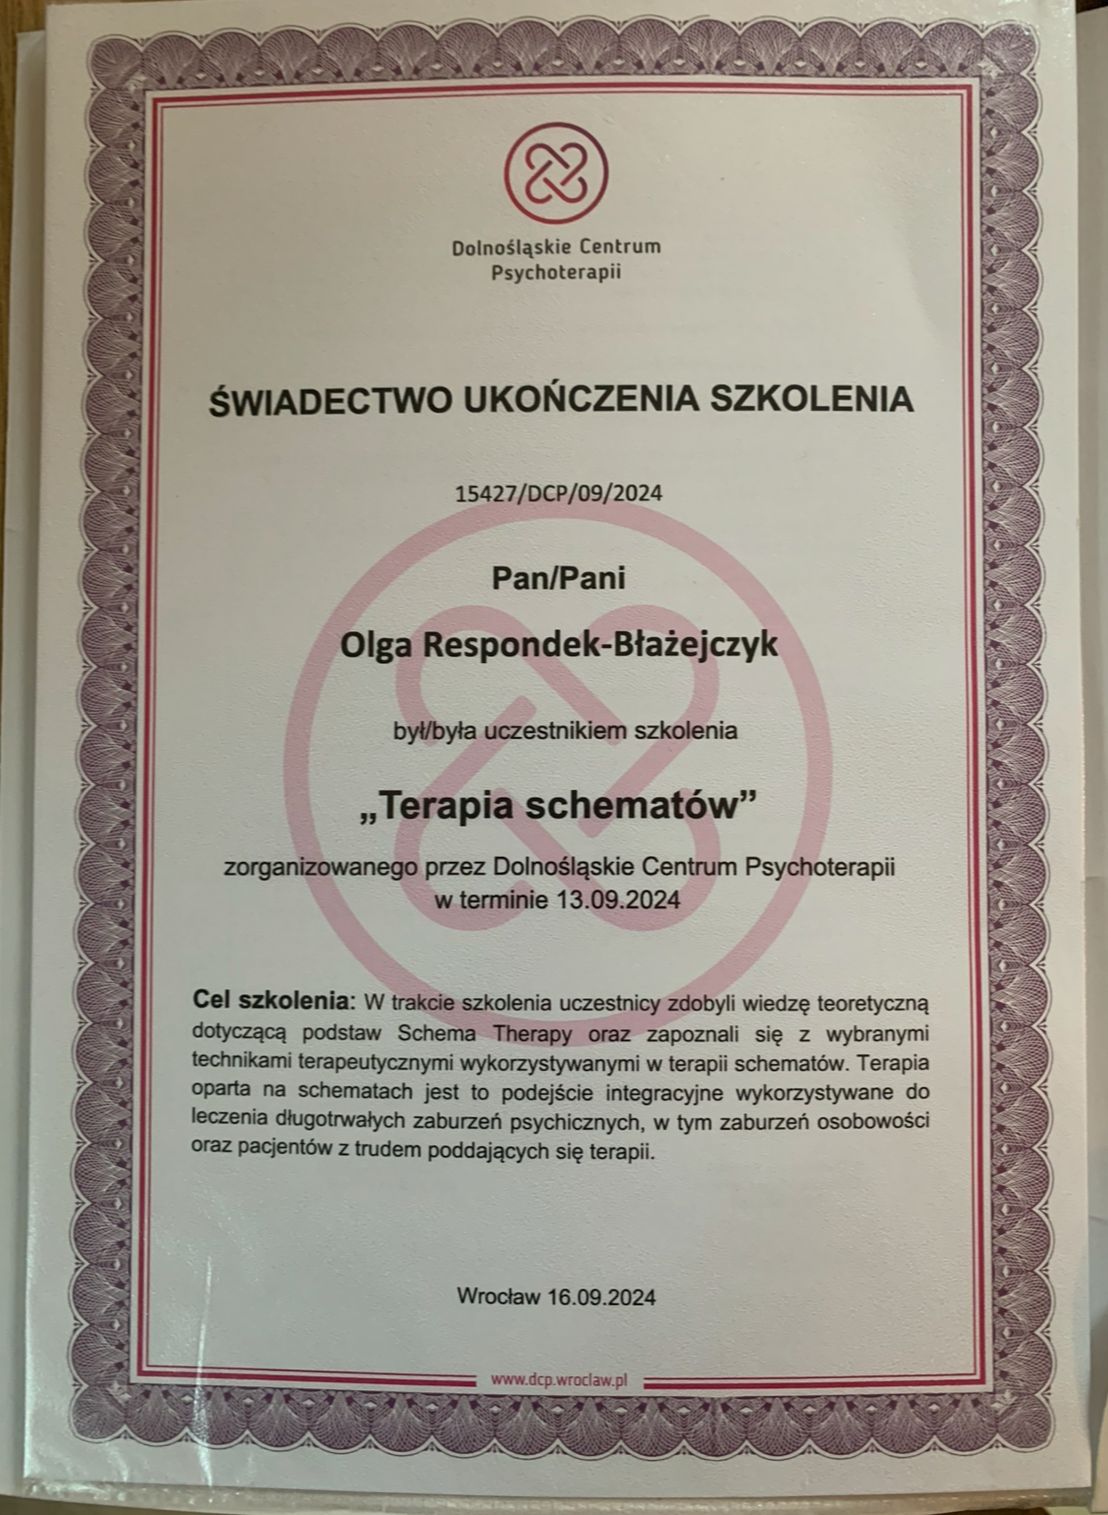 Dolnośląskie Centrum
Psychoterapii
ŚWIADECTWO UKOŃCZENIA SZKOLENIA
15427/DCP/09/2024
Pan/Pani
Olga Respondek-Błażejczyk
był/była uczestnikiem szkolenia
„Terapia schematów”
zorganizowanego przez Dolnośląskie Centrum Psychoterapii
w terminie 13.09.2024
Cel szkolenia: W trakcie szkolenia uczestnicy zdobyli wiedzę teoretyczną
dotyczącą podstaw Schema Therapy oraz zapoznali się z wybranymi
technikami terapeutycznymi wykorzystywanymi w terapii schematów. Terapia
oparta na schematach jest to podejście integracyjne wykorzystywane do
leczenia długotrwałych zaburzeń psychicznych, w tym zaburzeń osobowości
oraz pacjentów z trudem poddających się terapii.
Wrocław 16.09.2024
www.dcp.wroclaw.pl